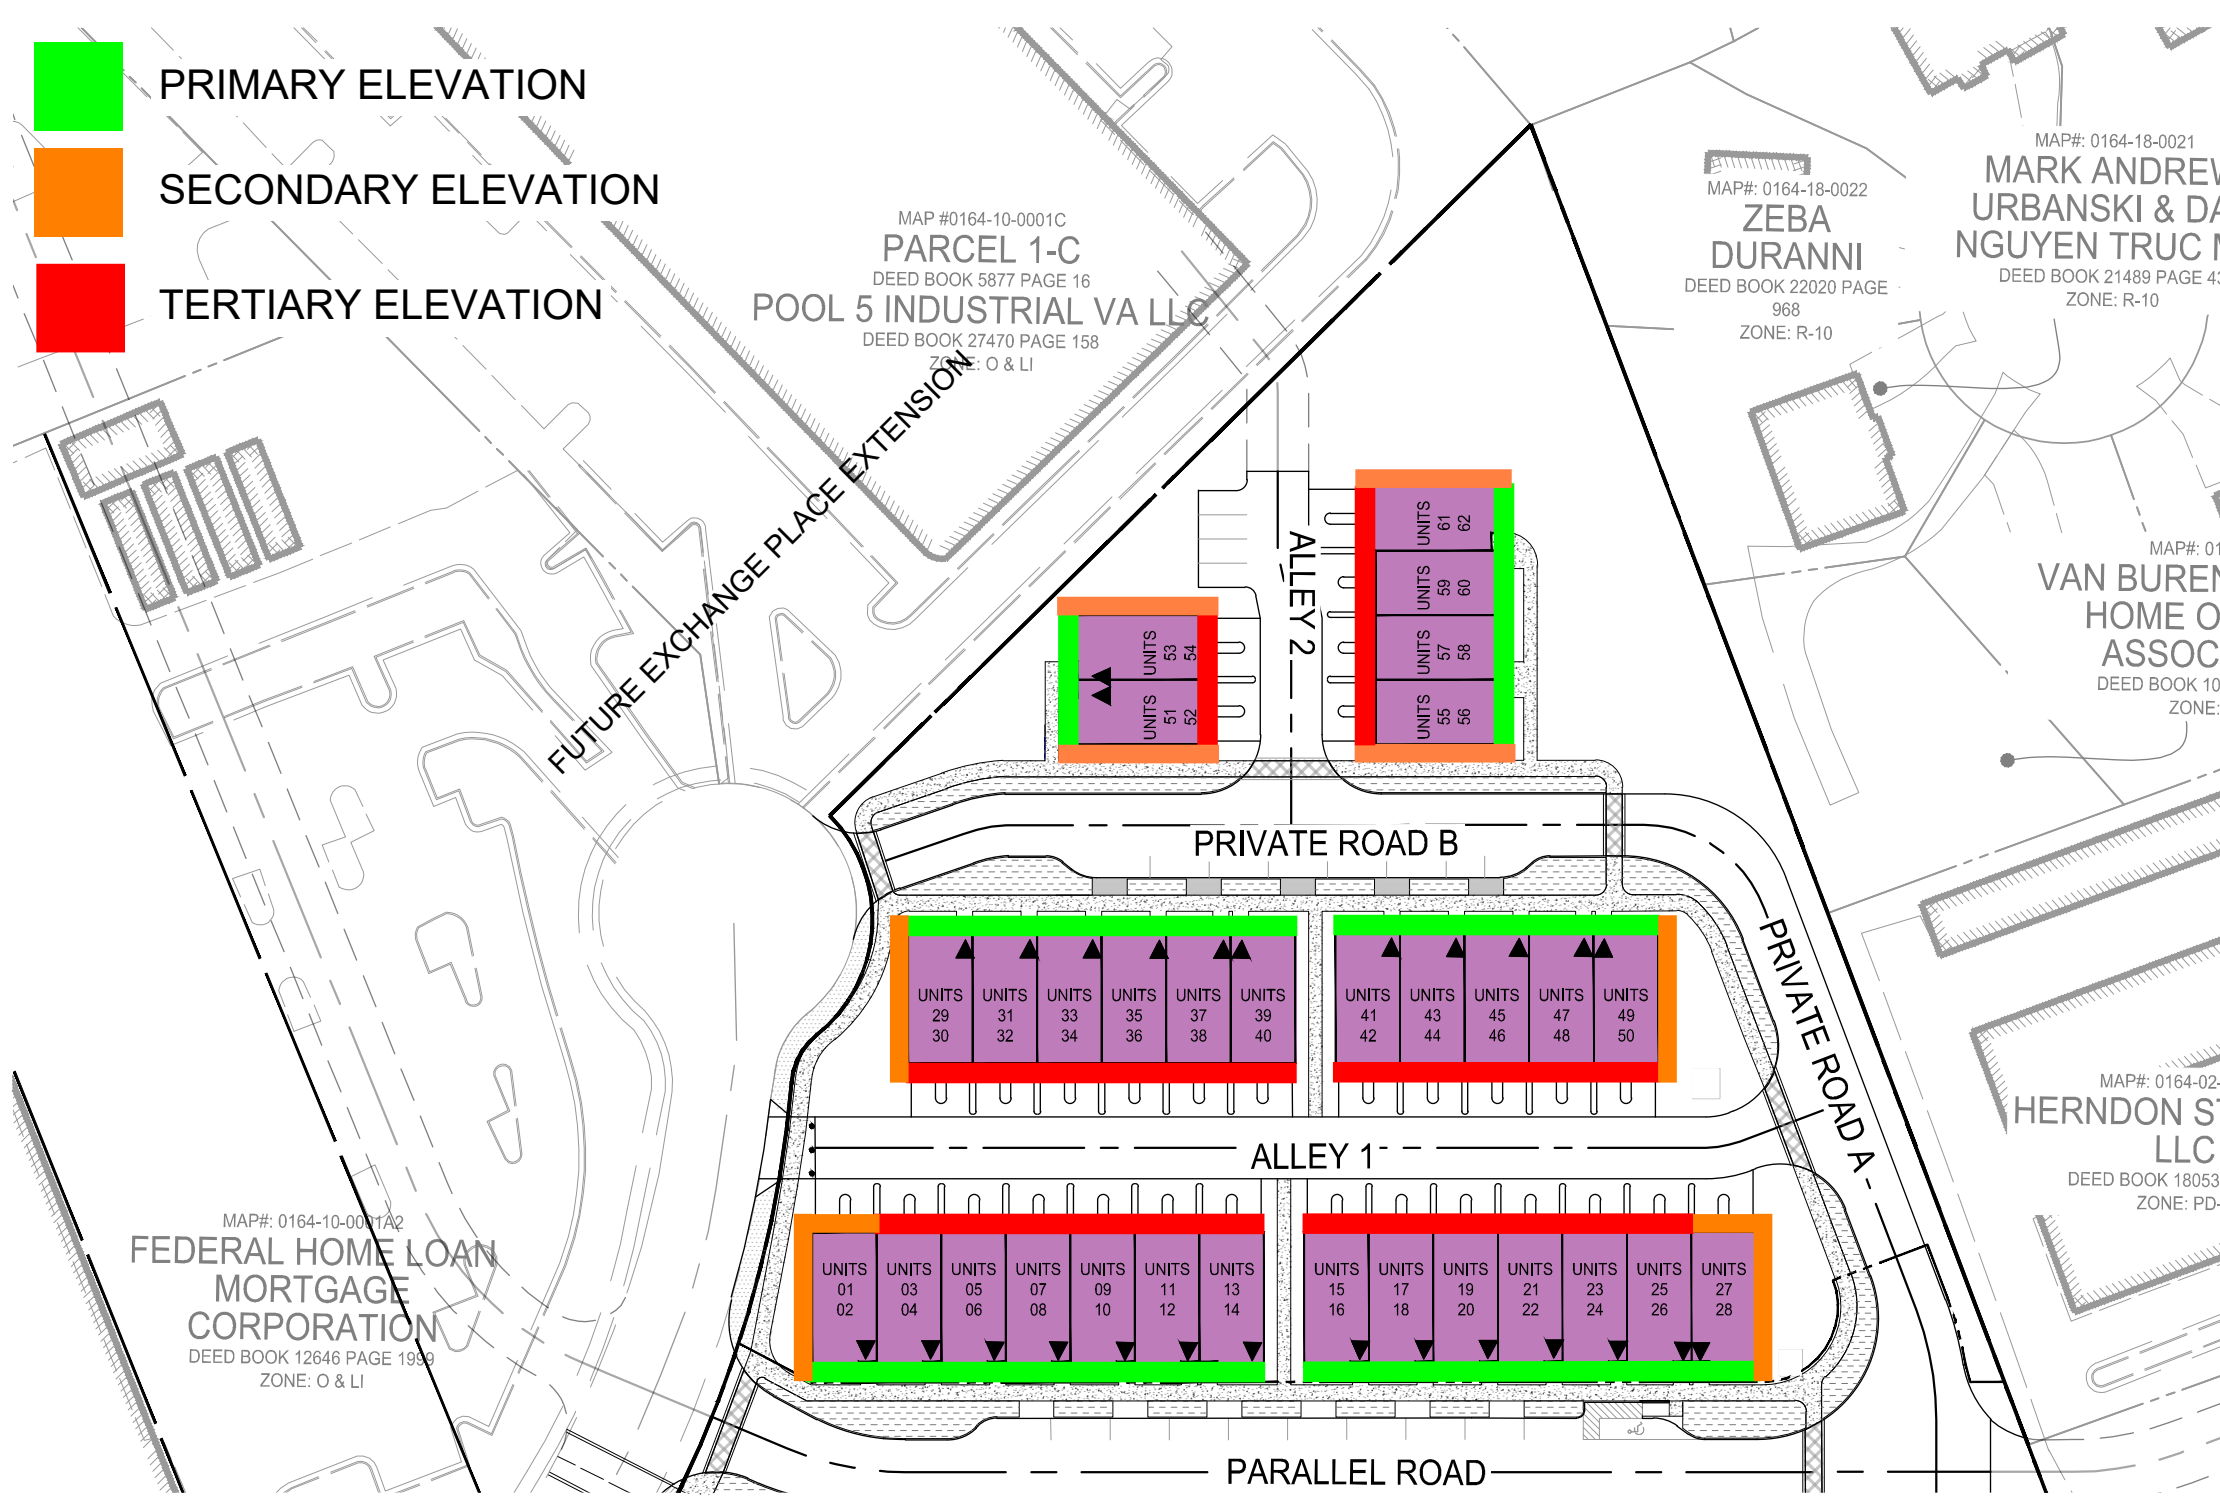 PRIMARY ELEVATION
SECONDARY ELEVATION
TERTIARY ELEVATION
MAP #0164-10-0001C
PARCEL 1-C
DEED BOOK 5877 PAGE 16
POOL 5 INDUSTRIAL VA LLC
DEED BOOK 27470 PAGE 158
ZONE: O & LI
FUTURE EXCHANGE PLACE EXTENSION
MAP#: 0164-18-0022
ZEBA
DURANNI
DEED BOOK 22020 PAGE
968
ZONE: R-10
MAP#: 0164-18-0021
MARK ANDREW
URBANSKI & DA
NGUYEN TRUC
DEED BOOK 21489 PAGE 43
ZONE: R-10
MAP#: 01
VAN BUREN
HOME O
ASSOC
DEED BOOK 10
ZONE:
ALLEY 2
UNITS
61
62
UNITS
59
60
UNITS
57
58
UNITS
55
56
UNITS
53
54
UNITS
51
52
PRIVATE ROAD B
PRIVATE ROAD A
UNITS
29
30
UNITS
31
32
UNITS
33
34
UNITS
35
36
UNITS
37
38
UNITS
39
40
UNITS
41
42
UNITS
43
44
UNITS
45
46
UNITS
47
48
UNITS
49
50
MAP#: 0164-02-
HERNDON ST
LLC
DEED BOOK 18053
ZONE: PD-
ALLEY 1
MAP#: 0164-10-0001A2
FEDERAL HOME LOAN
MORTGAGE
CORPORATION
DEED BOOK 12646 PAGE 1999
ZONE: O & LI
UNITS
01
02
UNITS
03
04
UNITS
05
06
UNITS
07
08
UNITS
09
10
UNITS
11
12
UNITS
13
14
UNITS
15
16
UNITS
17
18
UNITS
19
20
UNITS
21
22
UNITS
23
24
UNITS
25
26
UNITS
27
28
PARALLEL ROAD